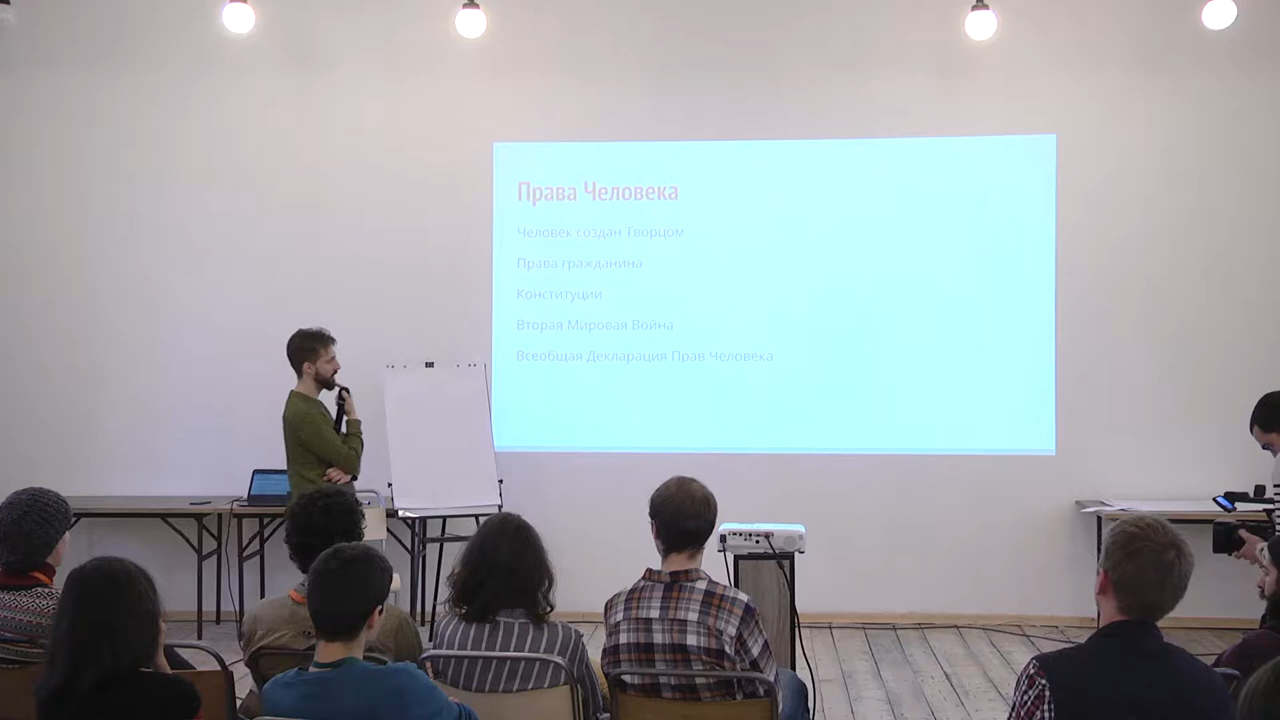 Права Человека
Человек создан Творцом
Права гражданина
Конституции
Вторая Мировая Война
Всеобщая Декларация Прав Человека